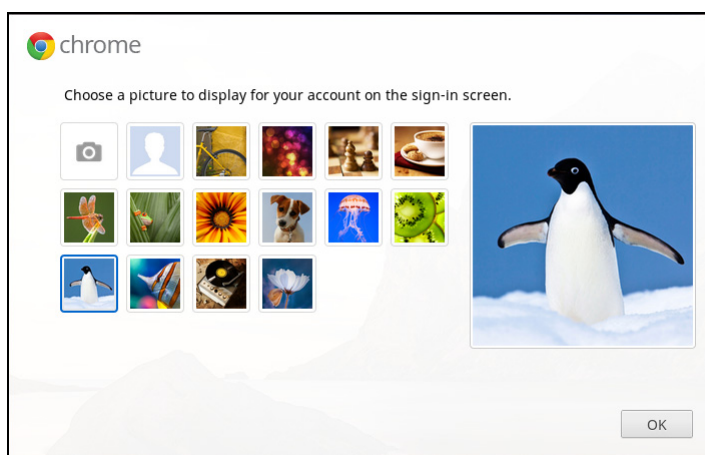 chrome
Choose a picture to display for your account on the sign-in screen.
OK